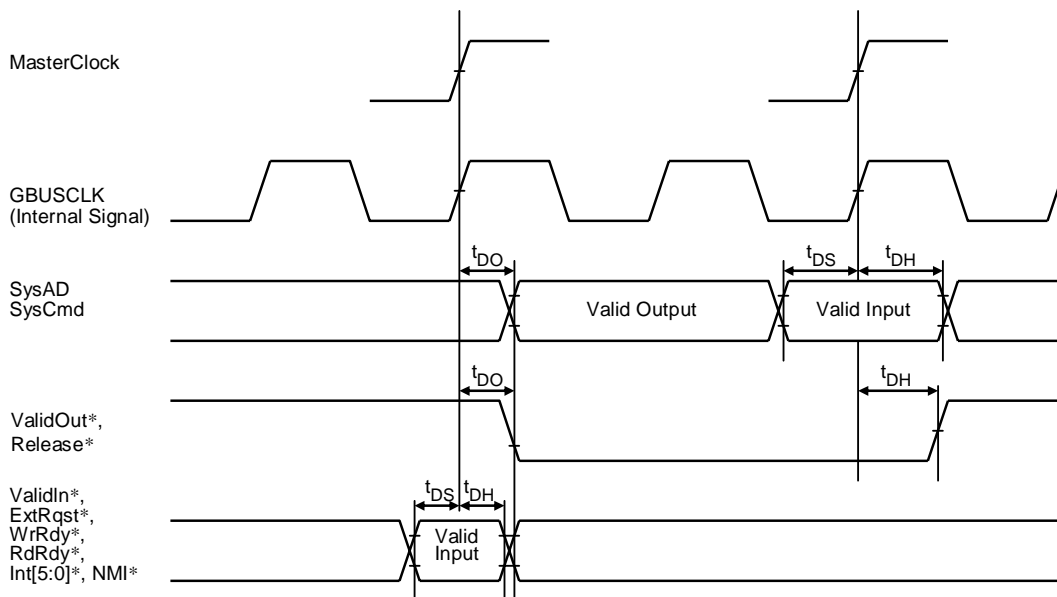 MasterClock
GBUSCLK
(Internal Signal)
tDO
tDS
tDH
SysAD
SysCmd
Valid Output
Valid Input
tDO
tDH
ValidOut*,
Release*
ValidIn*,
ExtRqst*,
WrRdy*,
RdRdy*,
Int[5:0]*, NMI*
tDS
tDH
Valid
Input